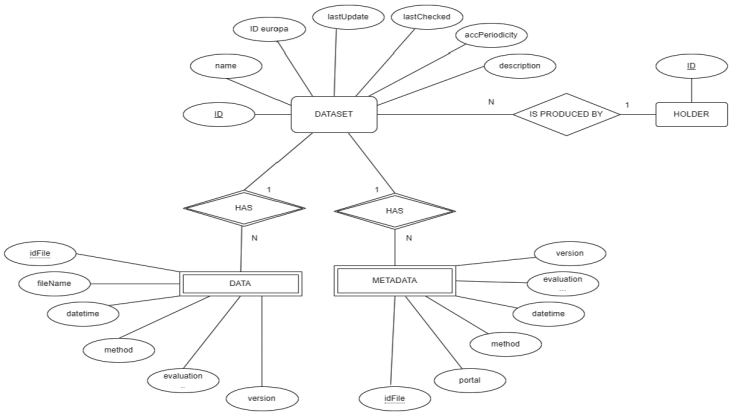 lastUpdate
lastChecked
ID europa
accPeriodicity
name
description
ID
ID
DATASET
N
IS PRODUCED BY
1
HOLDER
1
1
HAS
HAS
N
N
idFile
version
fileName
DATA
METADATA
evaluation
...
datetime
datetime
method
method
evaluation
..
portal
version
idFile